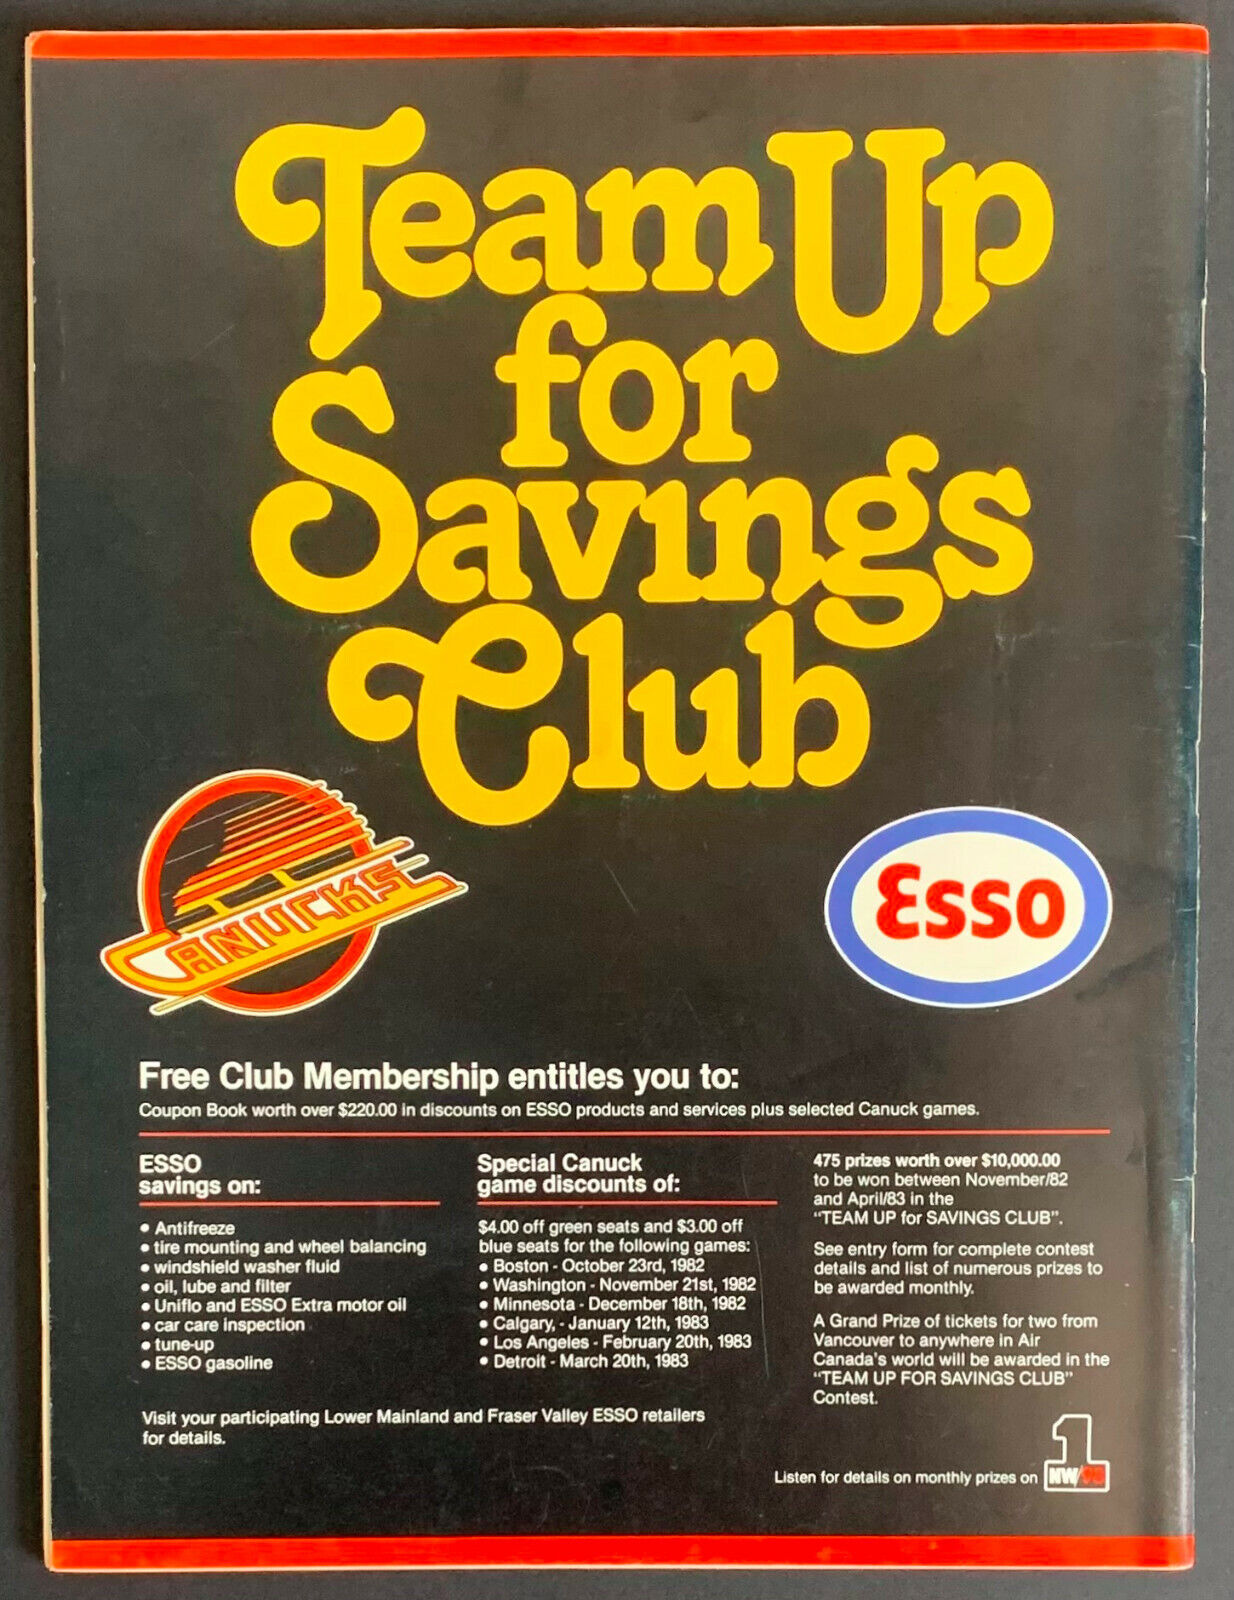 Team Up
for
Savings
Club
CANUCKS
Esso
Free Club Membership entitles you to:
Coupon Book worth over $220.00 in discounts on ESSO products and services plus selected Canuck games.
ESSO
savings on:
• Antifreeze
• tire mounting and wheel balancing
• windshield washer fluid
• oil, lube and filter
• Uniflo and ESSO Extra motor oil
• car care inspection
• tune-up
• ESSO gasoline
Special Canuck
game discounts of:
$4.00 off green seats and $3.00 off
blue seats for the following games:
• Boston - October 23rd, 1982
• Washington - November 21st, 1982
• Minnesota - December 18th, 1982
• Calgary, - January 12th, 1983
• Los Angeles - February 20th, 1983
• Detroit - March 20th, 1983
475 prizes worth over $10,000.00
to be won between November/82
and April/83 in the
"TEAM UP for SAVINGS CLUB".
See entry form for complete contest
details and list of numerous prizes to
be awarded monthly.
A Grand Prize of tickets for two from
Vancouver to anywhere in Air
Canada's world will be awarded in the
"TEAM UP FOR SAVINGS CLUB"
Contest.
Visit your participating Lower Mainland and Fraser Valley ESSO retailers
for details.
Listen for details on monthly prizes on
1
NW/98